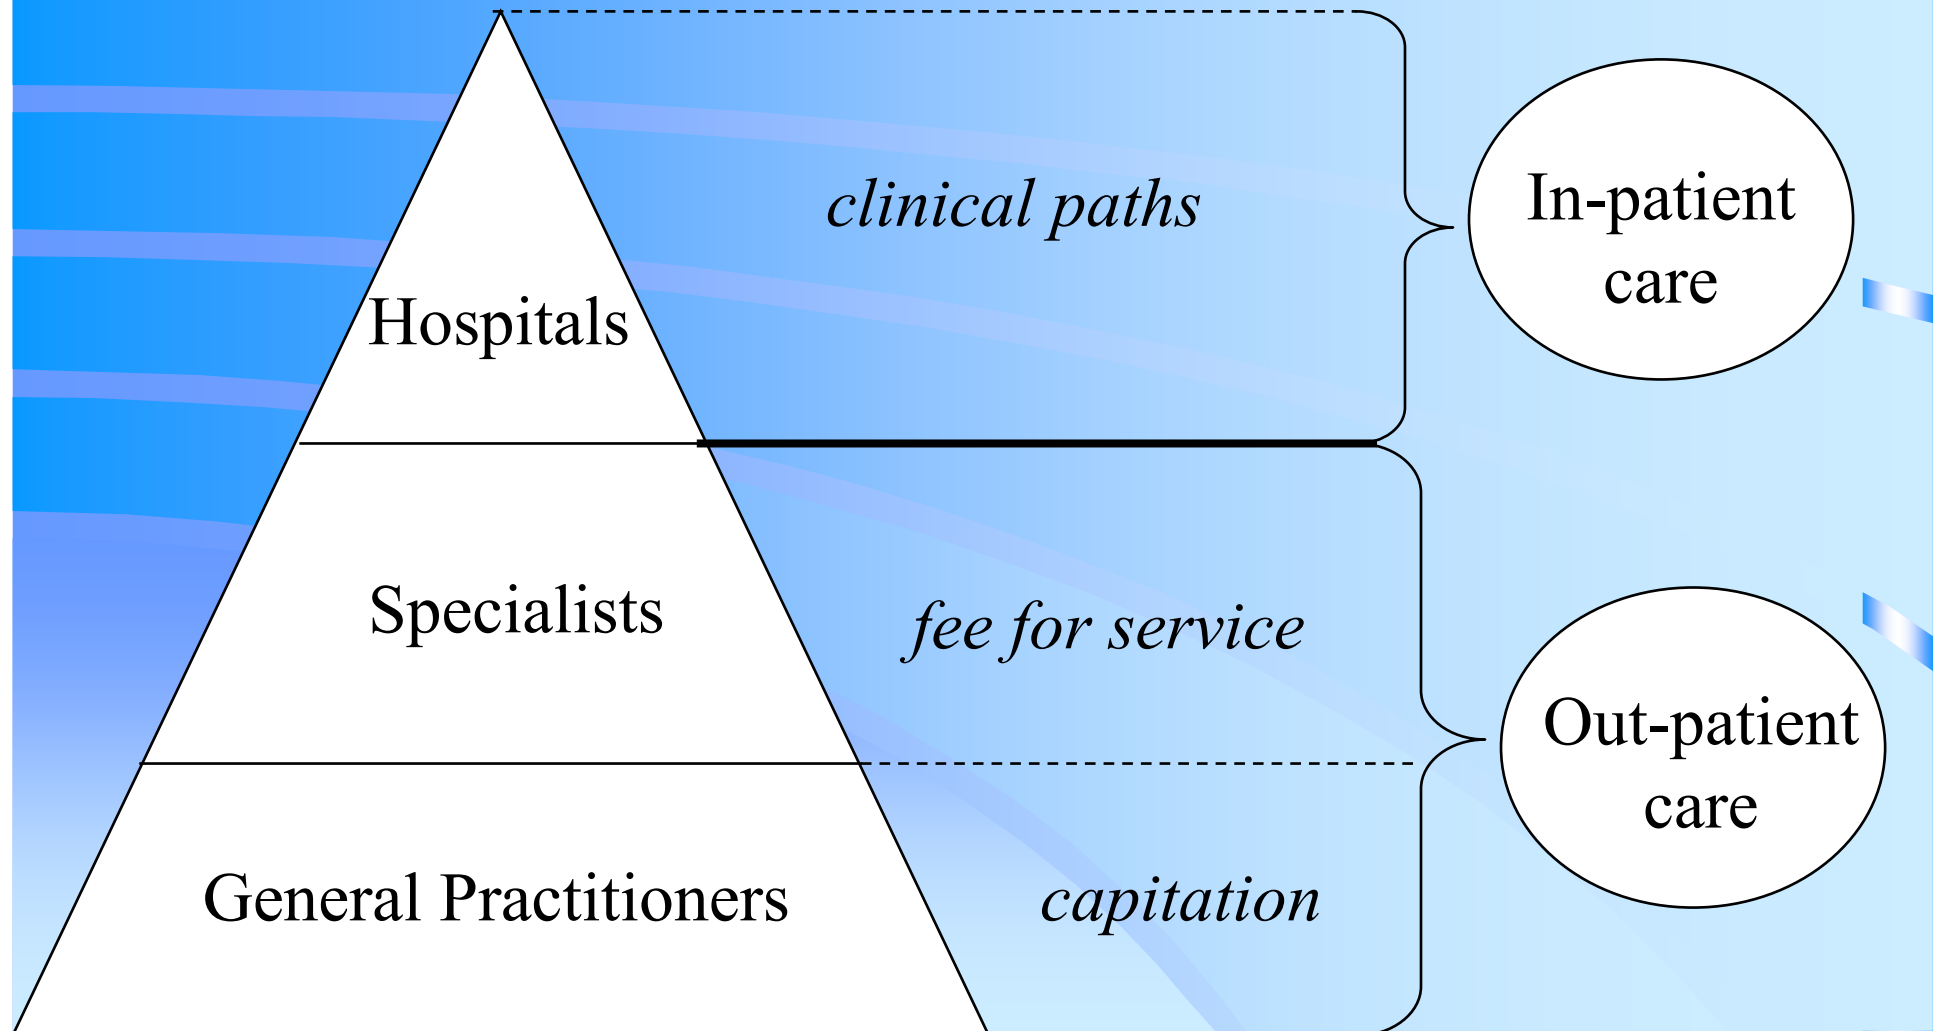 clinical paths
In-patient
care
Hospitals
Specialists
fee for service
Out-patient
care
General Practitioners
capitation